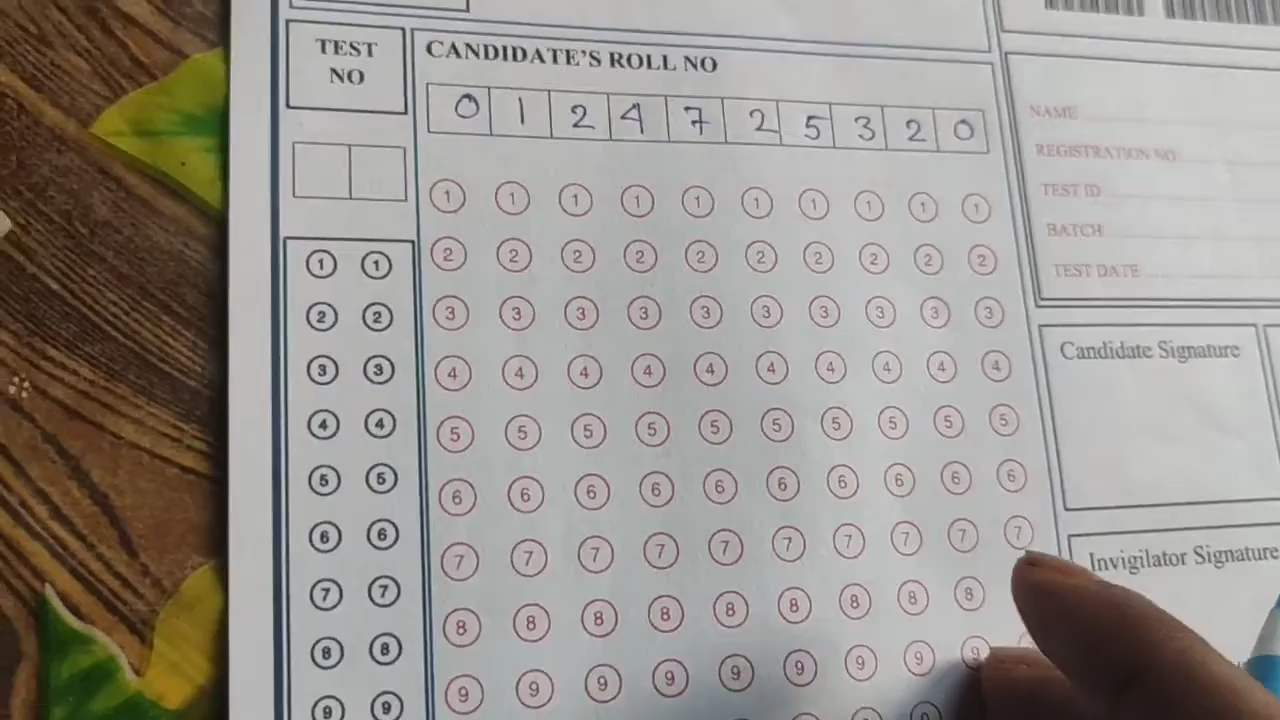 TEST
NO
CANDIDATE'S ROLL NO
0 1 2 4 7 2 5 3 2 0
NAME
REGISTRATION NO
TEST ID
BATCH
TEST DATE
1 1
2 2
3 3
4 4
5 5
6 6
7 7
8 8
9 9
1 1 1 1 1 1 1 1 1 1
2 2 2 2 2 2 2 2 2 2
3 3 3 3 3 3 3 3 3 3
4 4 4 4 4 4 4 4 4 4
5 5 5 5 5 5 5 5 5 5
6 6 6 6 6 6 6 6 6 6
7 7 7 7 7 7 7 7 7 7
8 8 8 8 8 8 8 8 8
9 9 9 9 9 9 9 9 9
Candidate Signature
Invigilator Signature